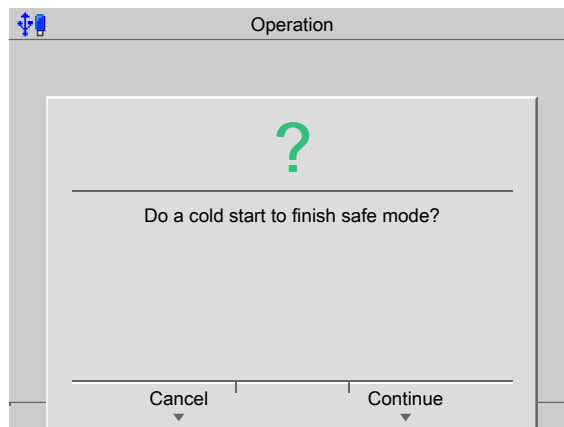 Operation
?
Do a cold start to finish safe mode?
Cancel
Continue